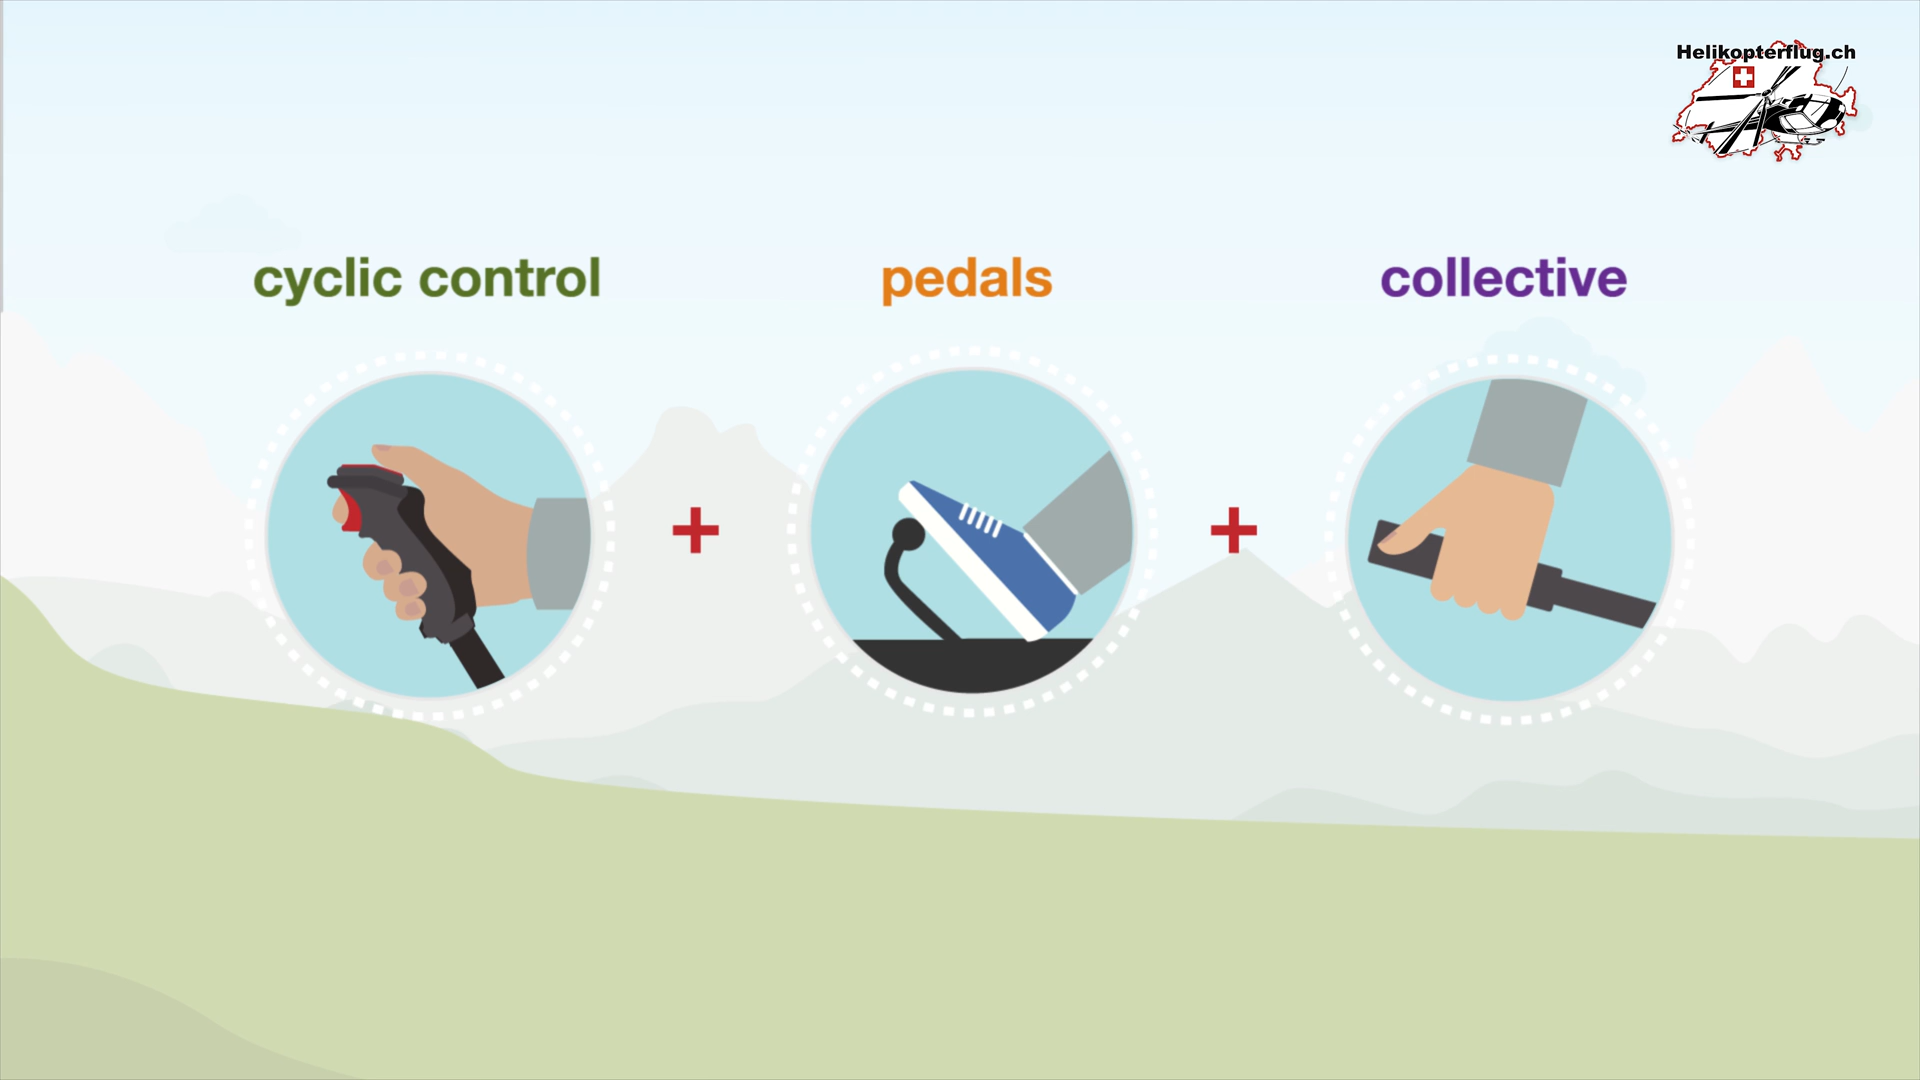 Helikopterflug.ch
cyclic control
pedals
collective
+
+